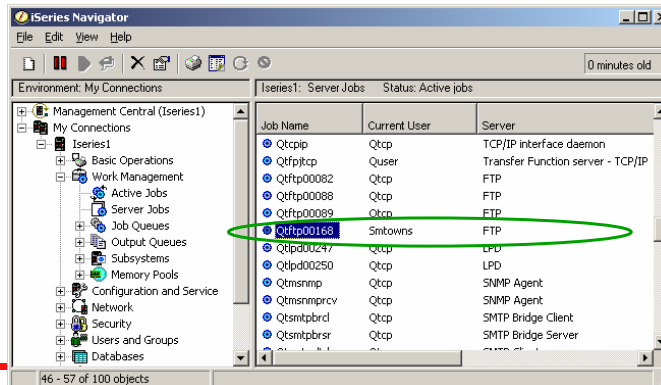 iSeries Navigator
File Edit View Help
0 minutes old
Environment: My Connections
Iseries1: Server Jobs Status: Active jobs
Management Central (Iseries1)
My Connections
Iseries1
Basic Operations
Work Management
Active Jobs
Server Jobs
Job Queues
Output Queues
Subsystems
Memory Pools
Configuration and Service
Network
Security
Users and Groups
Databases
Job Name Current User Server
Qtcpip Qtcp TCP/IP interface daemon
Qtfpjtcp Quser Transfer Function server - TCP/IP
Qtftp00082 Qtcp FTP
Qtftp00088 Qtcp FTP
Qtftp00089 Qtcp FTP
Qtftp00168 Smtowns FTP
Qtlpd00247 Qtcp LPD
Qtlpd00250 Qtcp LPD
Qtmsnmp Qtcp SNMP Agent
Qtmsnmprcv Qtcp SNMP Agent
Qtsmtpbrcl Qtcp SMTP Bridge Client
Qtsmtpbrsr Qtcp SMTP Bridge Server
46 - 57 of 100 objects